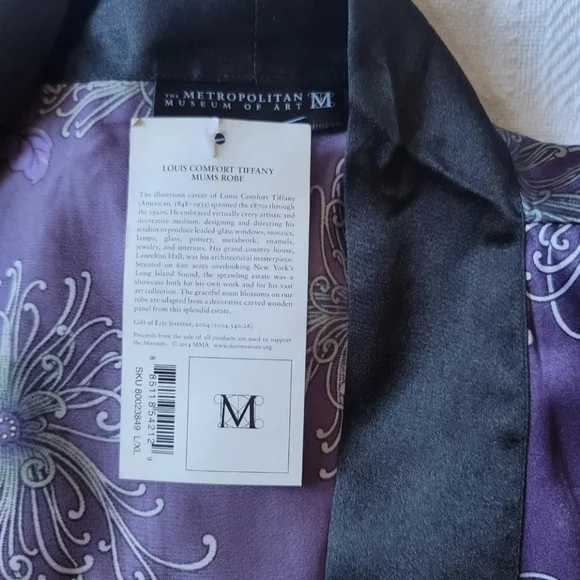 THE METROPOLITAN
MUSEUM OF ART M
LOUIS COMFORT TIFFANY
MUMS ROBE
The illustrious career of Louis Comfort Tiffany
(American, 1848–1933) spanned the 1870s through
the 1920s. He embraced virtually every artistic and
decorative medium, designing and directing his
studios to produce leaded-glass windows, mosaics,
lamps, glass, pottery, metalwork, enamels,
jewelry, and interiors. His grand country house,
Laurelton Hall, was his architectural masterpiece.
Situated on 600 acres overlooking New York's
Long Island Sound, the sprawling estate was a
showcase both for his own work and for his vast
art collection. The graceful mum blossoms on our
robe are adapted from a decorative carved wooden
panel from this splendid estate.
Gift of Eric Streiner, 2004 (2004.540.26)
Proceeds from the sale of all products are used to support
the Museum. © 2014 MMA www.metmuseum.org
8 85118 54212 9
SKU 80023849 L/XL
M